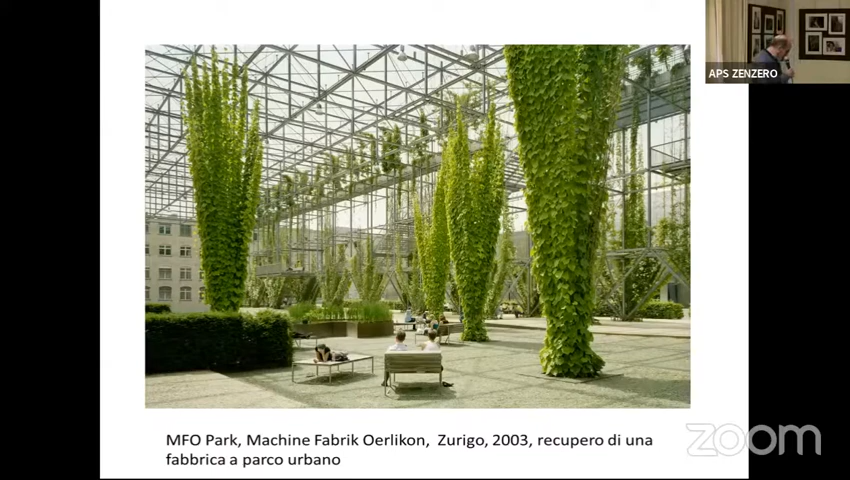 APS ZENZERO
MFO Park, Machine Fabrik Oerlikon, Zurigo, 2003, recupero di una
fabbrica a parco urbano
zoom